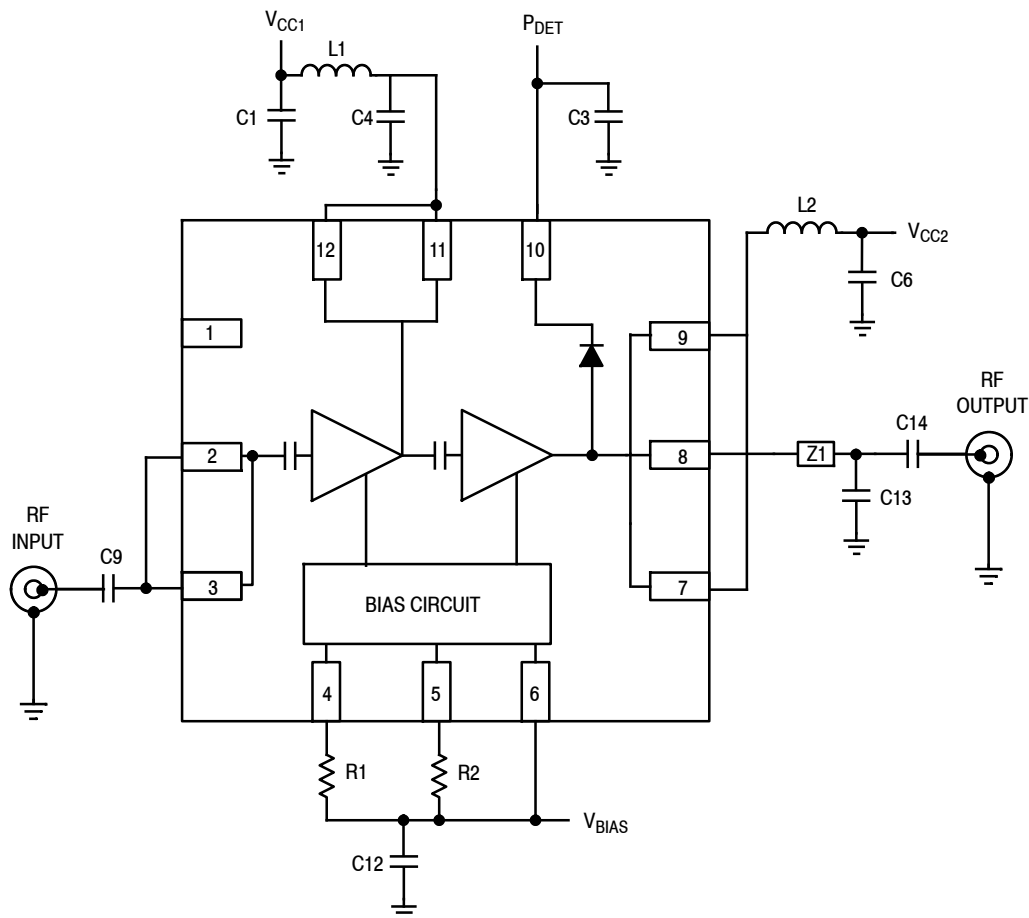 VCC1
PDET
L1
C1
C4
C3
L2
VCC2
12
11
10
C6
1
9
RF
OUTPUT
C14
2
8
Z1
C13
RF
INPUT
C9
3
7
BIAS CIRCUIT
4
5
6
R1
R2
VBIAS
C12